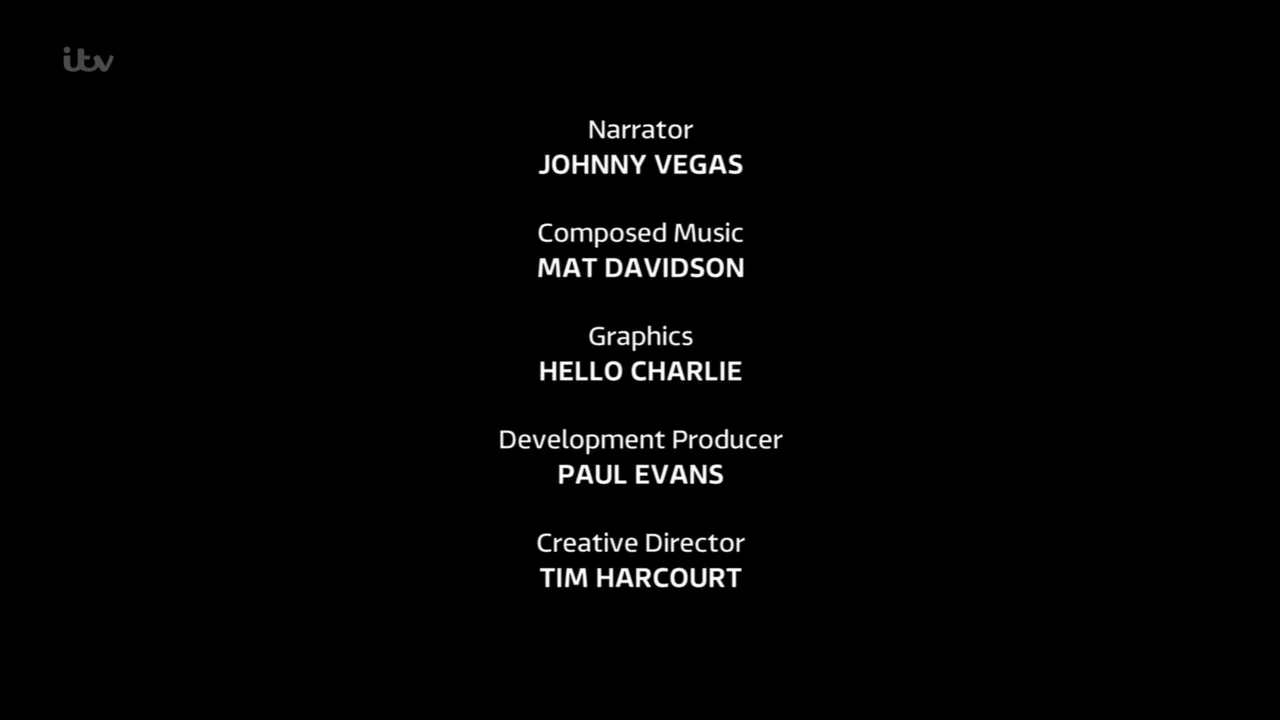 itv
Narrator
JOHNNY VEGAS
Composed Music
MAT DAVIDSON
Graphics
HELLO CHARLIE
Development Producer
PAUL EVANS
Creative Director
TIM HARCOURT